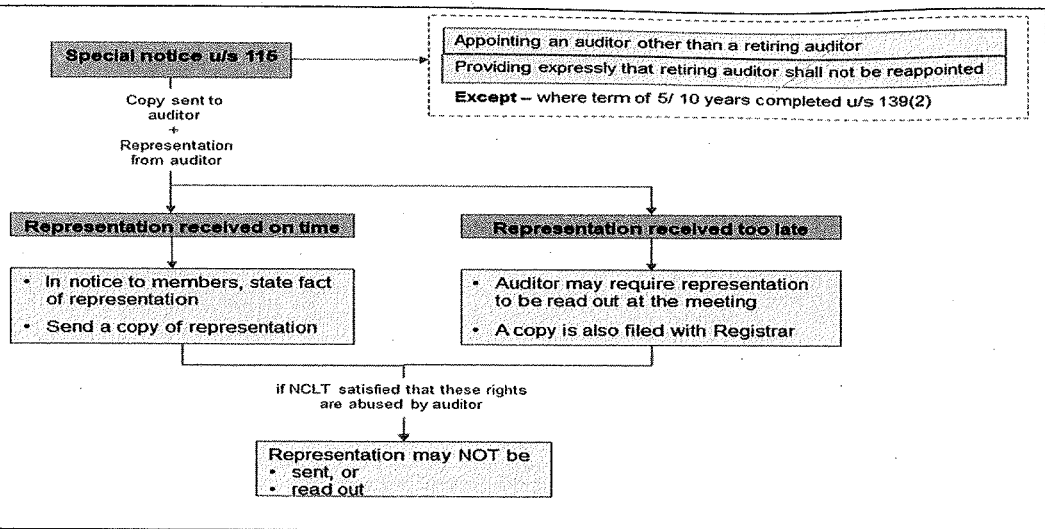 Special notice u/s 115
Appointing an auditor other than a retiring auditor
Providing expressly that retiring auditor shall not be reappointed
Except – where term of 5/ 10 years completed u/s 139(2)
Copy sent to
auditor
+
Representation
from auditor
Representation received on time
Representation received too late
• In notice to members, state fact
of representation
• Send a copy of representation
• Auditor may require representation
to be read out at the meeting
• A copy is also filed with Registrar
if NCLT satisfied that these rights
are abused by auditor
Representation may NOT be
• sent, or
• read out